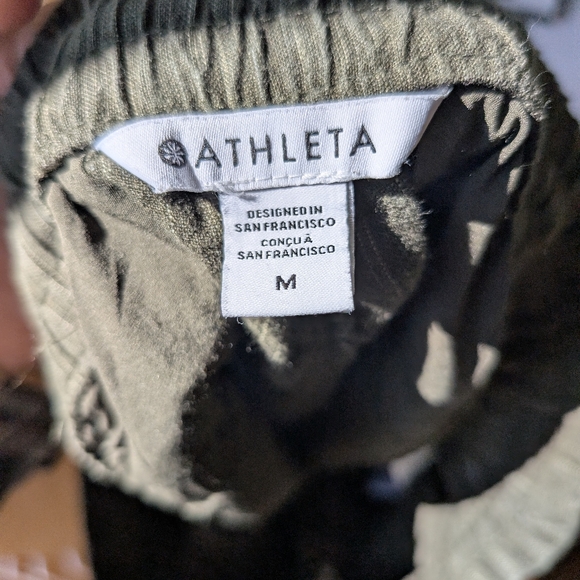 ATHLETA
DESIGNED IN
SAN FRANCISCO
CONÇU À
SAN FRANCISCO
M